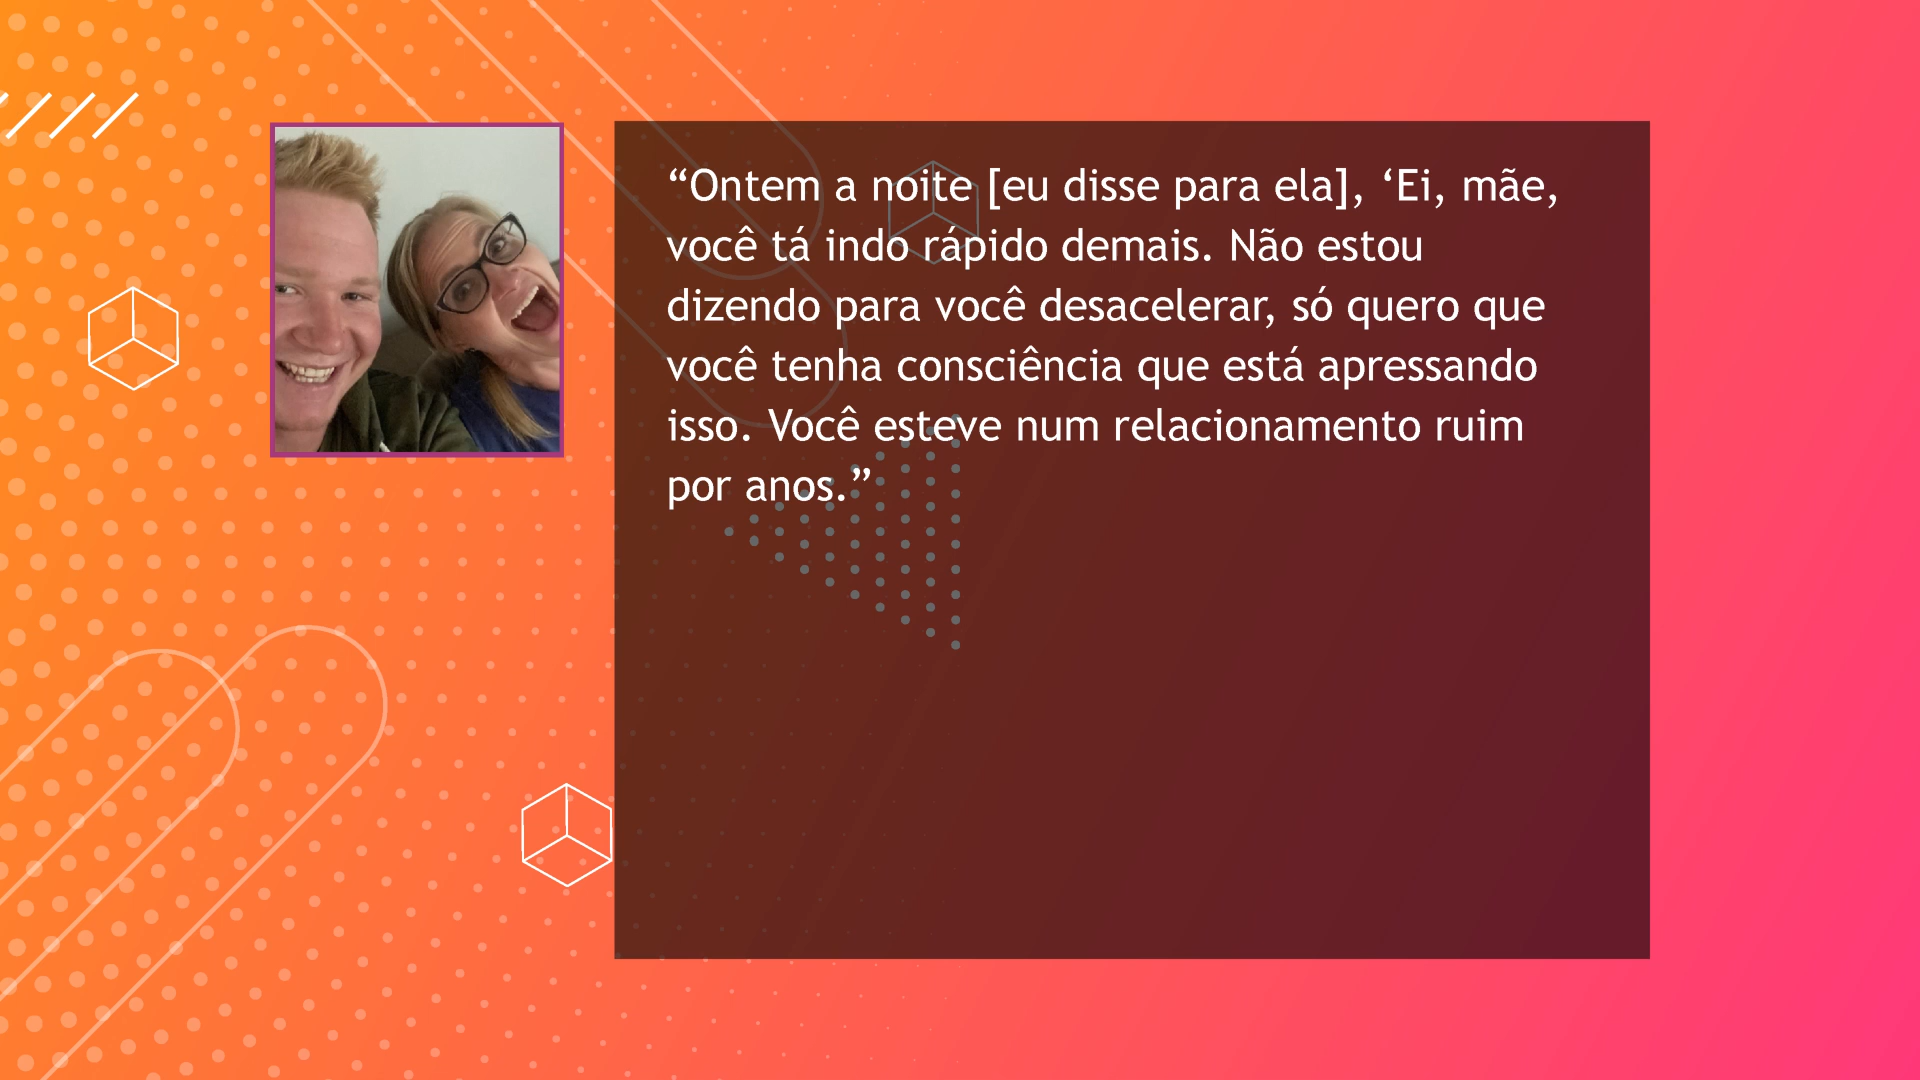 “Ontem a noite [eu disse para ela], ‘Ei, mãe,
você tá indo rápido demais. Não estou
dizendo para você desacelerar, só quero que
você tenha consciência que está apressando
isso. Você esteve num relacionamento ruim
por anos.”